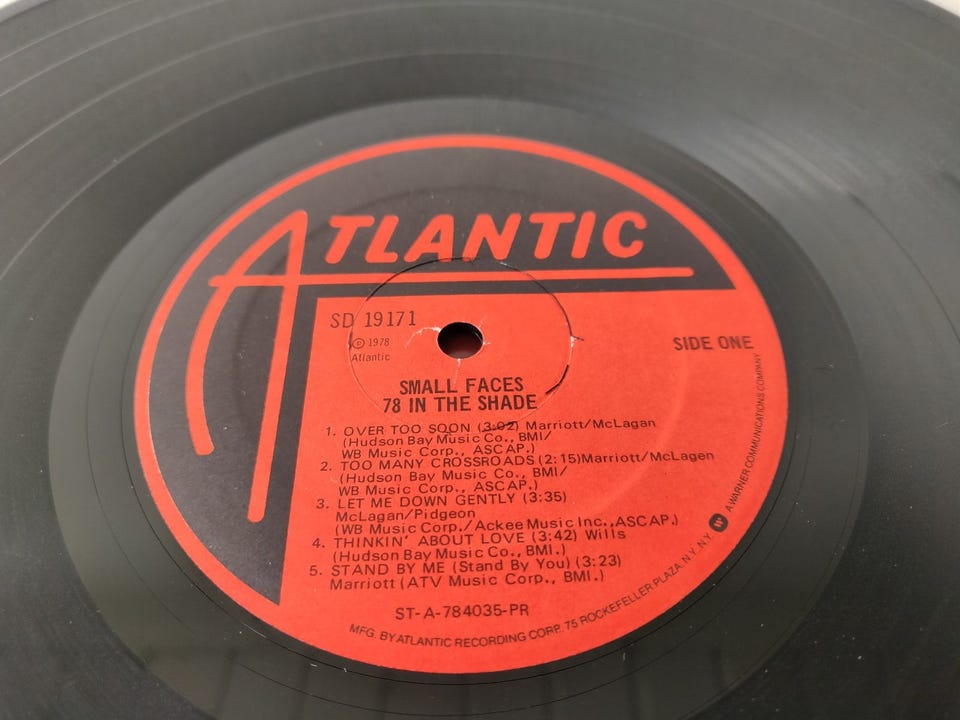 ATLANTIC
SD 19171
℗ 1978
Atlantic
SIDE ONE
SMALL FACES
78 IN THE SHADE
1. OVER TOO SOON (3:02) Marriott/McLagan
(Hudson Bay Music Co., BMI/
WB Music Corp., ASCAP.)
2. TOO MANY CROSSROADS (2:15)Marriott/McLagen
(Hudson Bay Music Co., BMI/
WB Music Corp., ASCAP.)
3. LET ME DOWN GENTLY (3:35)
McLagan/Pidgeon
(WB Music Corp./Ackee Music Inc.,ASCAP.)
4. THINKIN' ABOUT LOVE (3:42) Wills
(Hudson Bay Music Co., BMI.)
5. STAND BY ME (Stand By You) (3:23)
Marriott (ATV Music Corp., BMI.)
ST-A-784035-PR
MFG. BY ATLANTIC RECORDING CORP. 75 ROCKEFELLER PLAZA, N.Y. N.Y. W A WARNER COMMUNICATIONS COMPANY